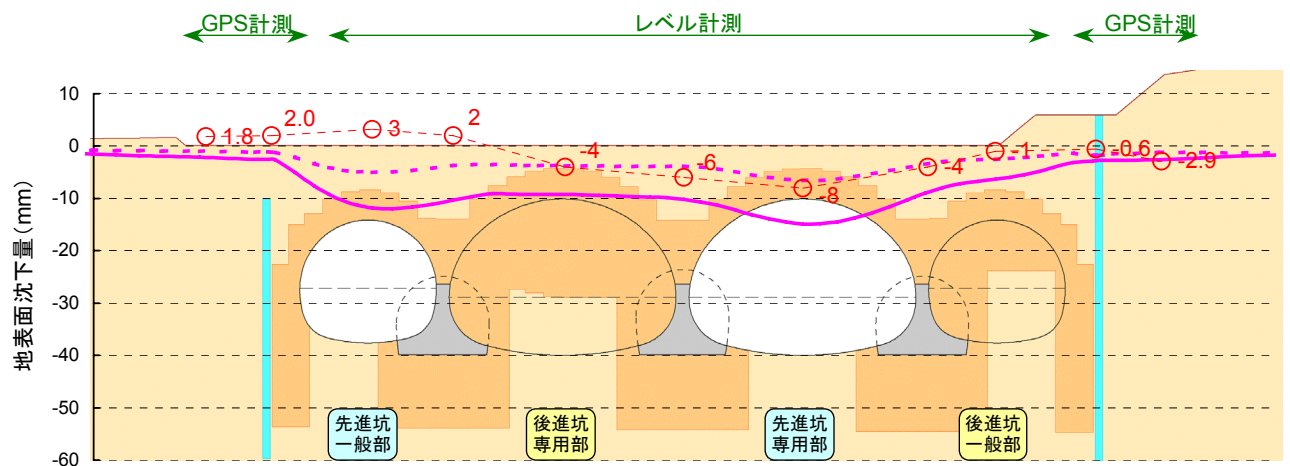 GPS計測
レベル計測
GPS計測
地表面沈下量(mm)
10
0
-10
-20
-30
-40
-50
-60
1.8
2.0
3
2
-4
-6
-8
-4
-1
-0.6
-2.9
先進坑
一般部
後進坑
専用部
先進坑
専用部
後進坑
一般部